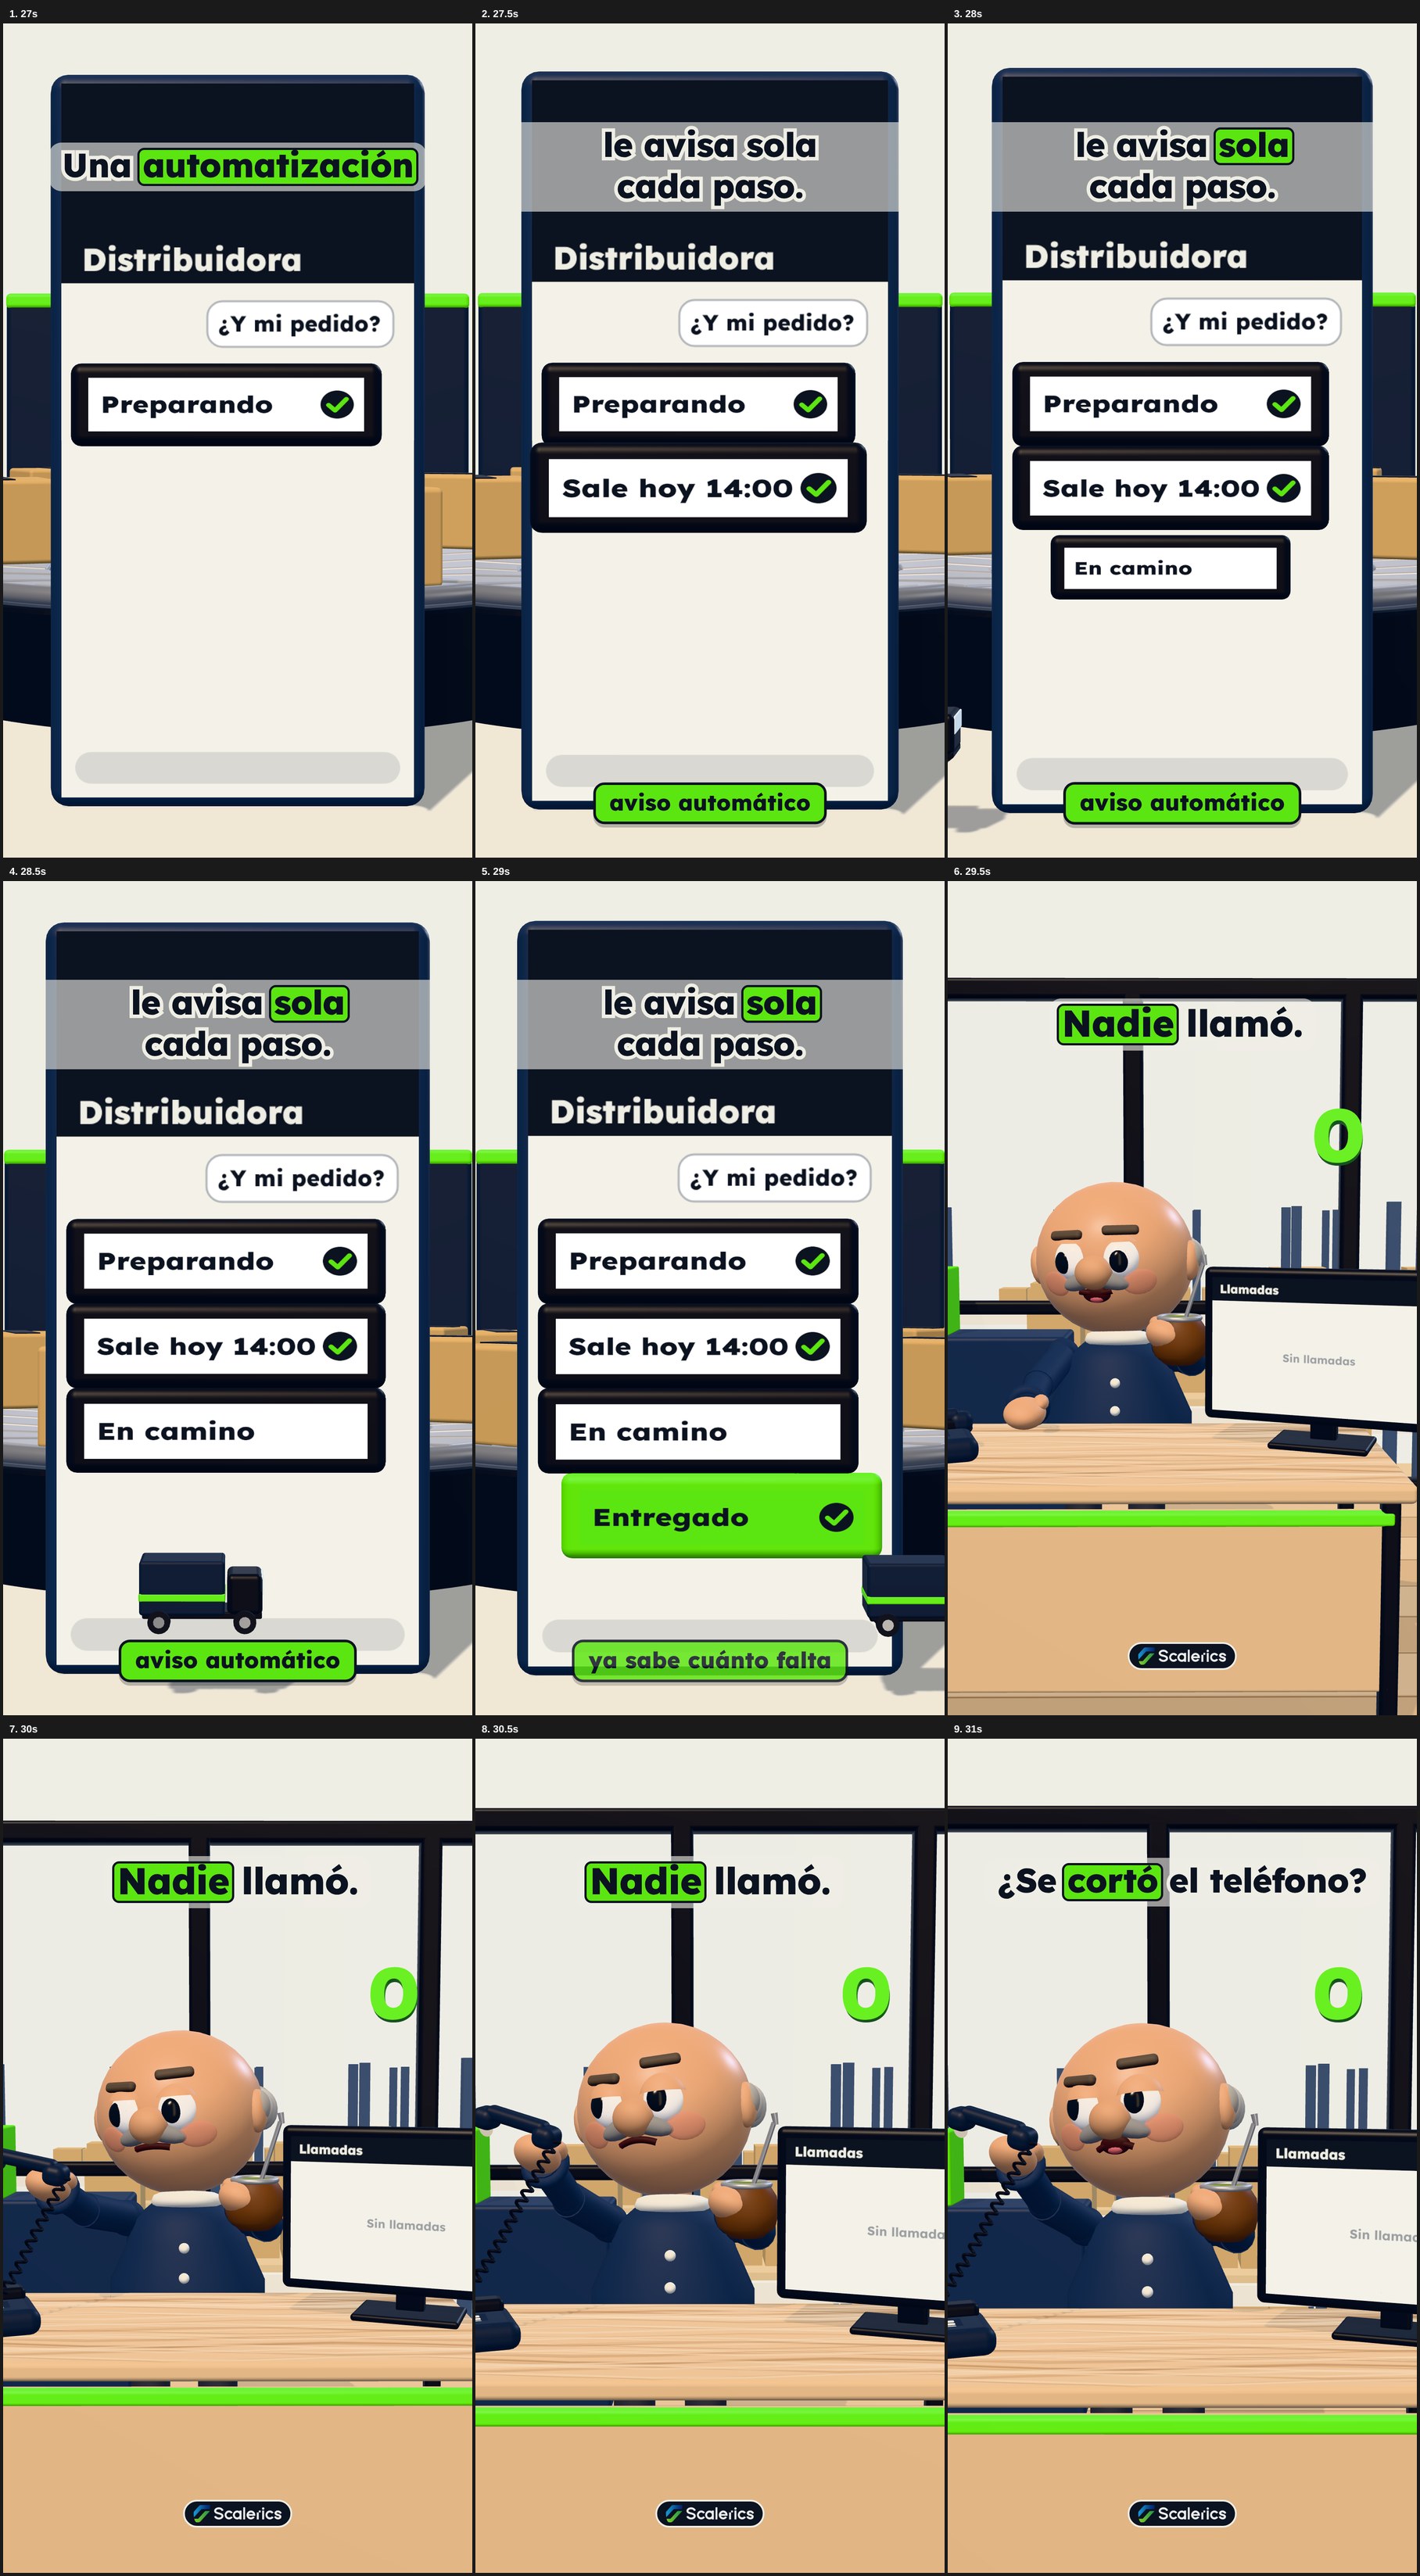 1. 27s
Una automatización
Distribuidora
¿Y mi pedido?
Preparando
2. 27.5s
le avisa sola
cada paso.
Distribuidora
¿Y mi pedido?
Preparando
Sale hoy 14:00
aviso automático
3. 28s
le avisa sola
cada paso.
Distribuidora
¿Y mi pedido?
Preparando
Sale hoy 14:00
En camino
aviso automático
4. 28.5s
le avisa sola
cada paso.
Distribuidora
¿Y mi pedido?
Preparando
Sale hoy 14:00
En camino
aviso automático
5. 29s
le avisa sola
cada paso.
Distribuidora
¿Y mi pedido?
Preparando
Sale hoy 14:00
En camino
Entregado
ya sabe cuánto falta
6. 29.5s
Nadie llamó.
0
Llamadas
Sin llamadas
Scalerics
7. 30s
Nadie llamó.
0
Llamadas
Sin llamadas
Scalerics
8. 30.5s
Nadie llamó.
0
Llamadas
Sin llamada
Scalerics
9. 31s
¿Se cortó el teléfono?
0
Llamadas
Sin llamac
Scalerics